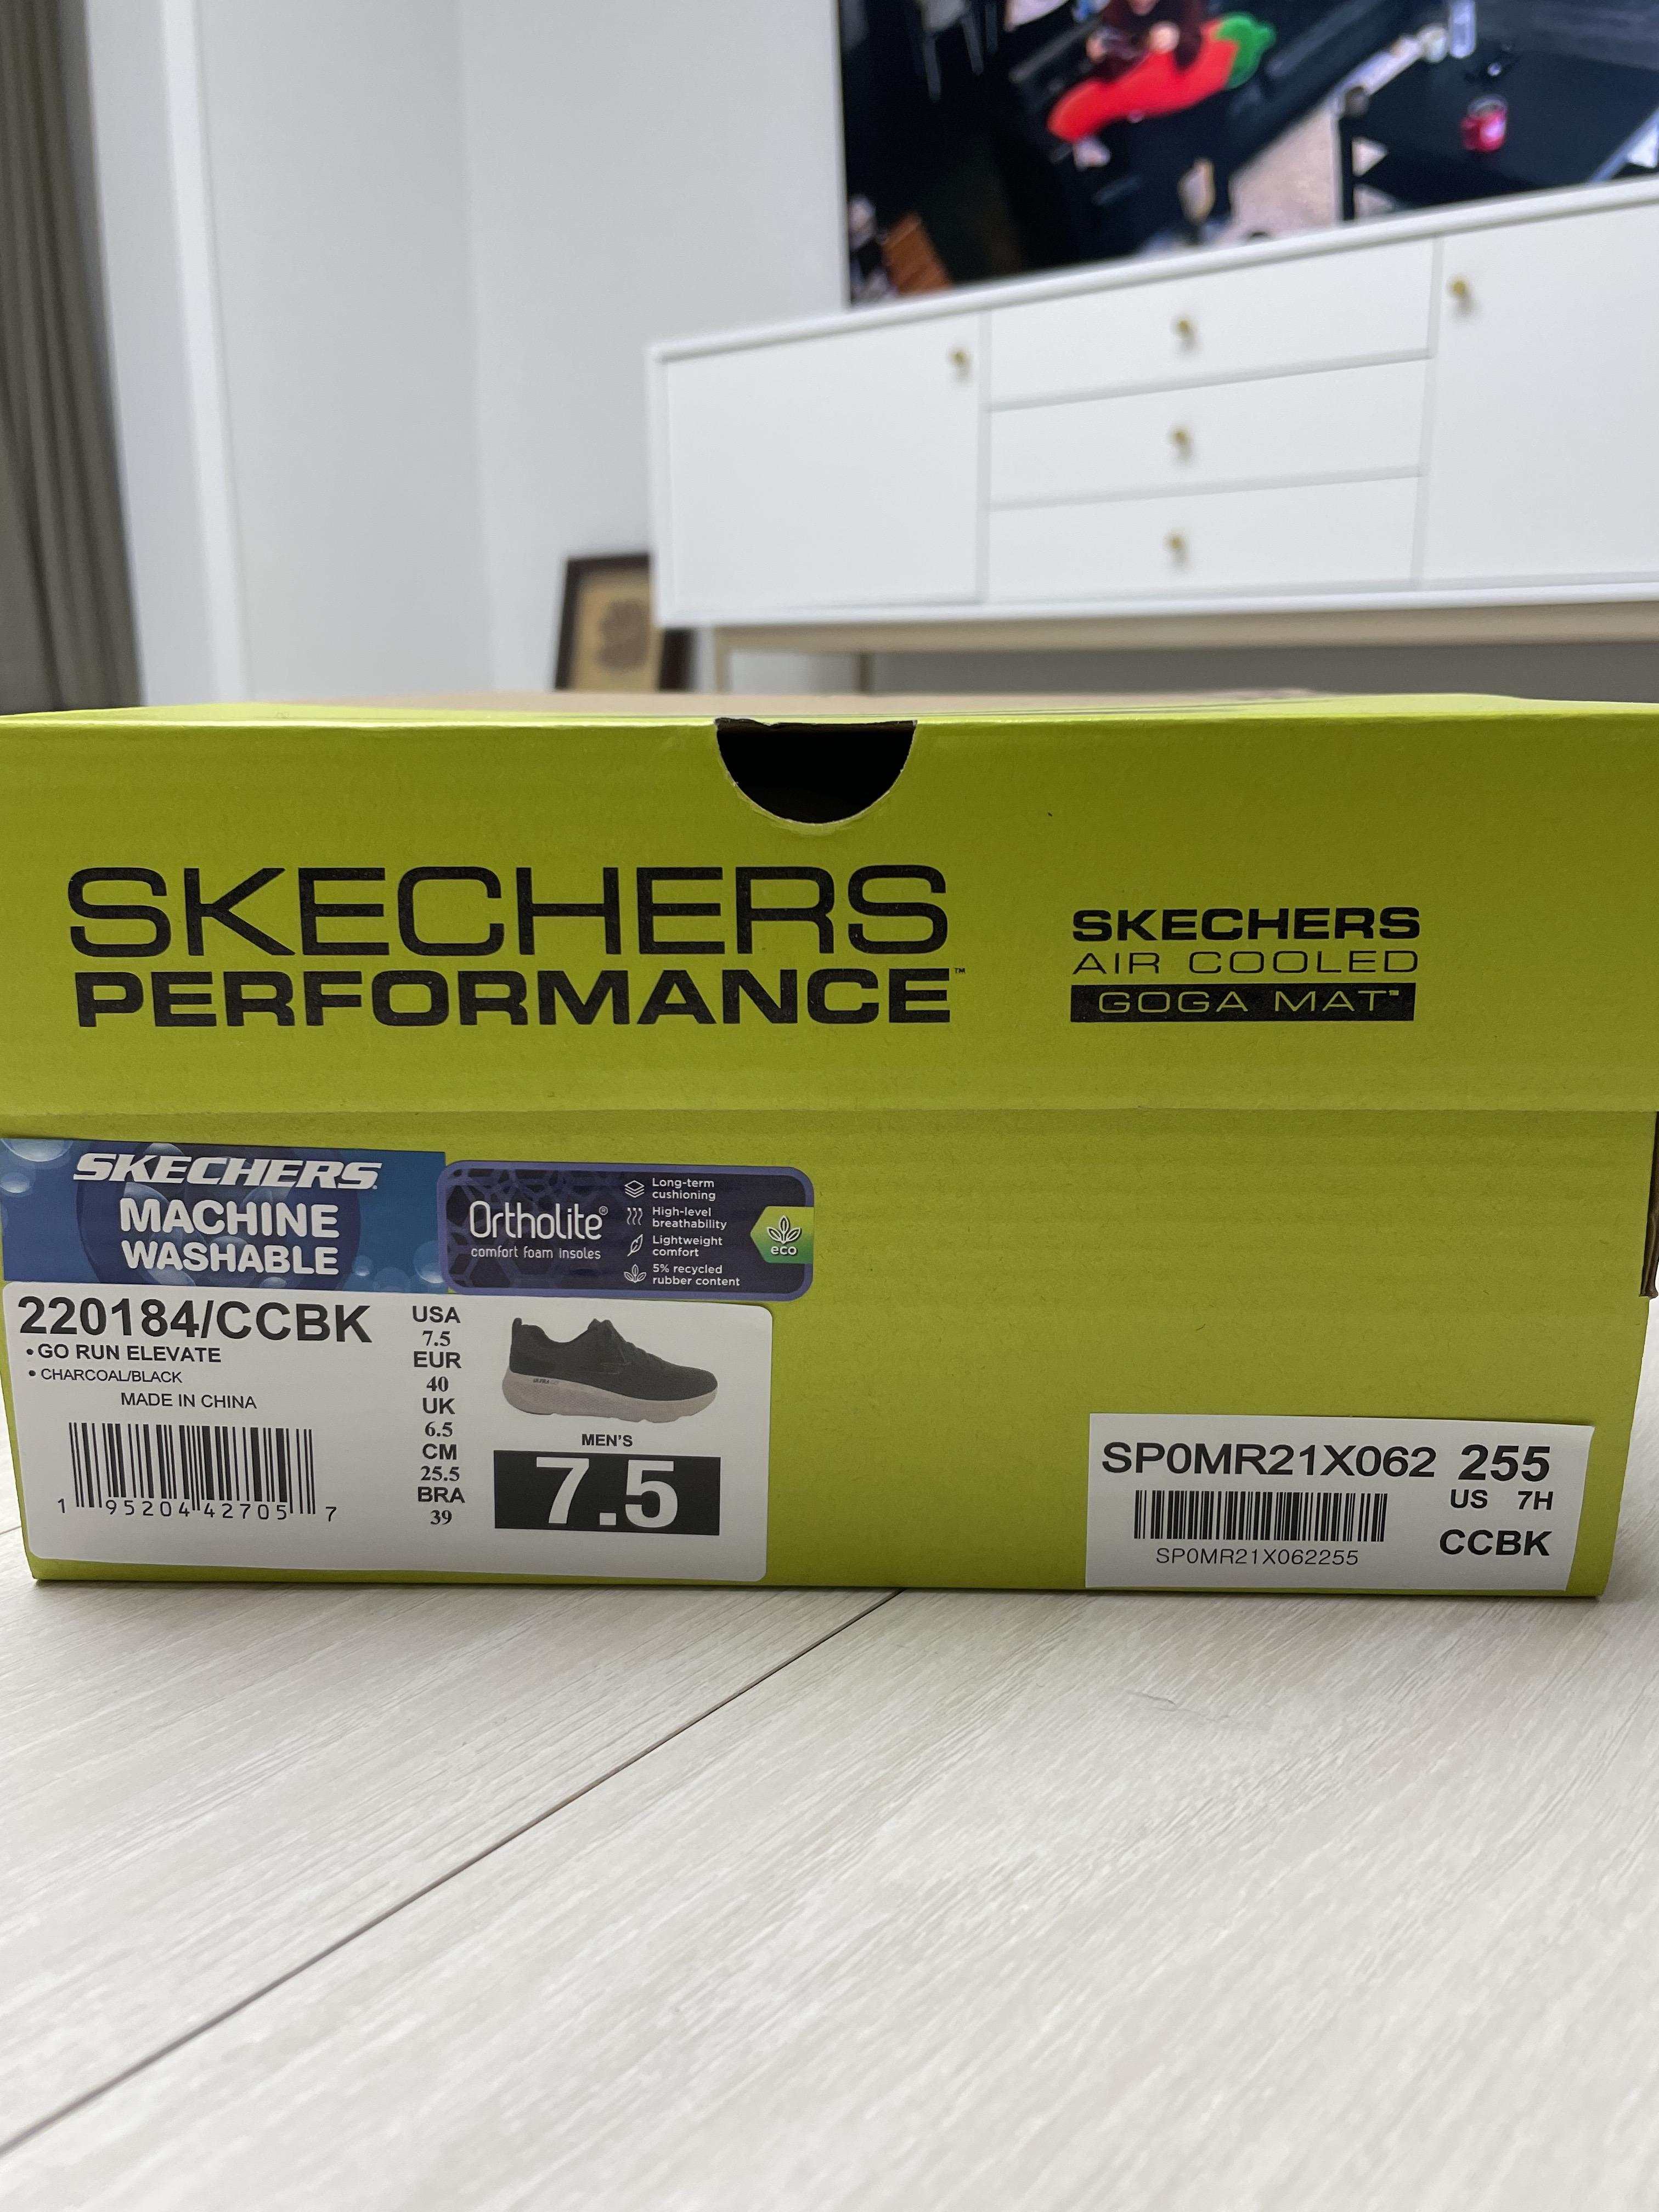 SKECHERS
PERFORMANCE™
SKECHERS
AIR COOLED
GOGA MAT™
SKECHERS
MACHINE
WASHABLE
OrthoLite®
comfort foam insoles
Long-term
cushioning
High-level
breathability
Lightweight
comfort
5% recycled
rubber content
eco
220184/CCBK
• GO RUN ELEVATE
• CHARCOAL/BLACK
MADE IN CHINA
1 95204 42705 7
USA
7.5
EUR
40
UK
6.5
CM
25.5
BRA
39
MEN'S
7.5
SP0MR21X062 255
US 7H
SP0MR21X062255
CCBK